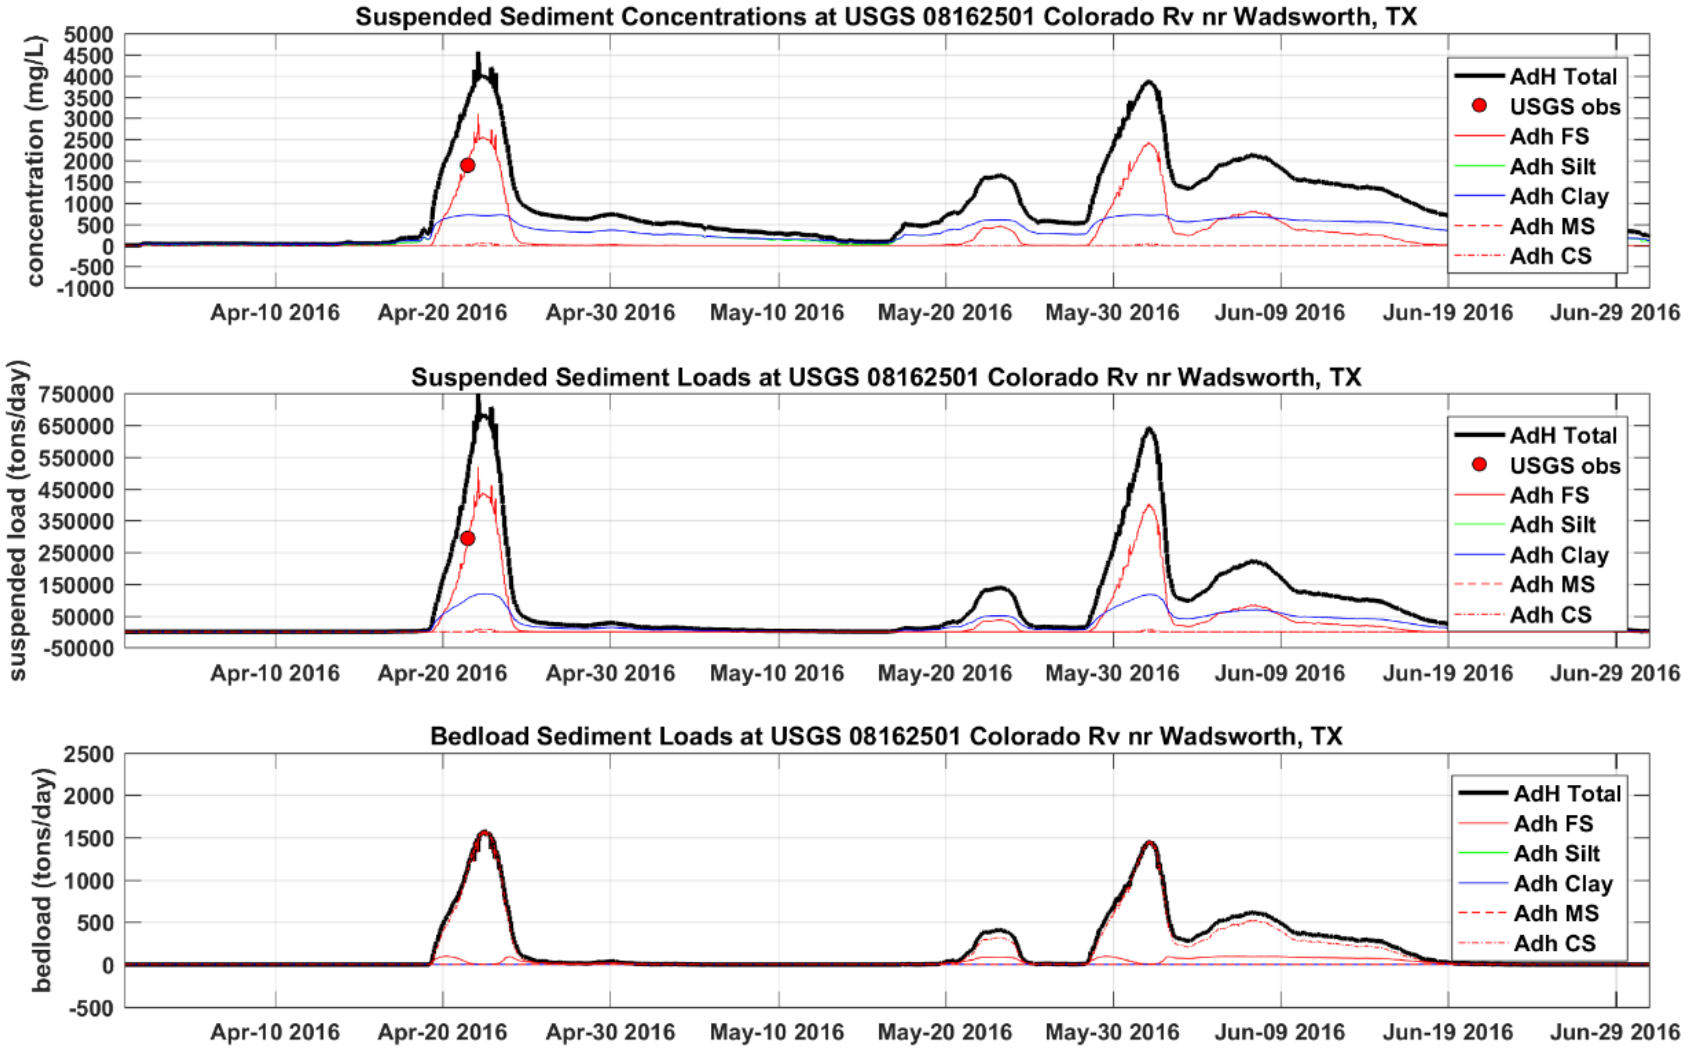 Suspended Sediment Concentrations at USGS 08162501 Colorado Rv nr Wadsworth, TX
concentration (mg/L)
5000
4500
4000
3500
3000
2500
2000
1500
1000
500
0
-500
-1000
AdH Total
USGS obs
Adh FS
Adh Silt
Adh Clay
Adh MS
Adh CS
Apr-10 2016 Apr-20 2016 Apr-30 2016 May-10 2016 May-20 2016 May-30 2016 Jun-09 2016 Jun-19 2016 Jun-29 2016
Suspended Sediment Loads at USGS 08162501 Colorado Rv nr Wadsworth, TX
suspended load (tons/day)
750000
650000
550000
450000
350000
250000
150000
50000
-50000
AdH Total
USGS obs
Adh FS
Adh Silt
Adh Clay
Adh MS
Adh CS
Apr-10 2016 Apr-20 2016 Apr-30 2016 May-10 2016 May-20 2016 May-30 2016 Jun-09 2016 Jun-19 2016 Jun-29 2016
Bedload Sediment Loads at USGS 08162501 Colorado Rv nr Wadsworth, TX
bedload (tons/day)
2500
2000
1500
1000
500
0
-500
AdH Total
Adh FS
Adh Silt
Adh Clay
Adh MS
Adh CS
Apr-10 2016 Apr-20 2016 Apr-30 2016 May-10 2016 May-20 2016 May-30 2016 Jun-09 2016 Jun-19 2016 Jun-29 2016